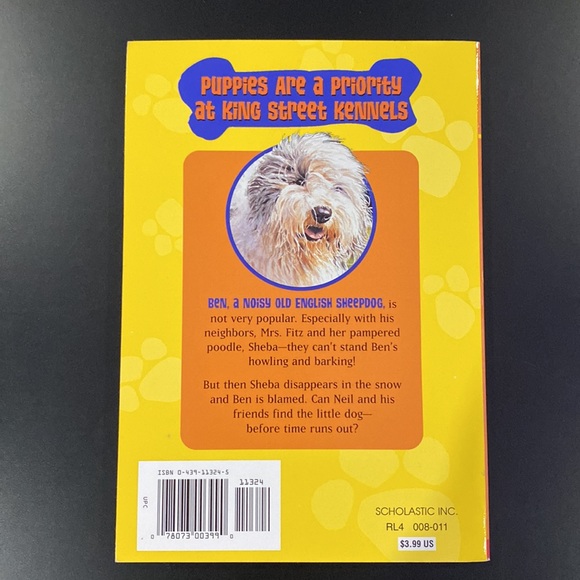 Puppies Are a Priority
at King Street Kennels
Ben, a noisy Old English Sheepdog, is
not very popular. Especially with his
neighbors, Mrs. Fitz and her pampered
poodle, Sheba—they can't stand Ben's
howling and barking!
But then Sheba disappears in the snow
and Ben is blamed. Can Neil and his
friends find the little dog—
before time runs out?
ISBN 0-439-11324-5
11324
UPC
0 78073 00399 0
SCHOLASTIC INC.
RL4 008-011
$3.99 US